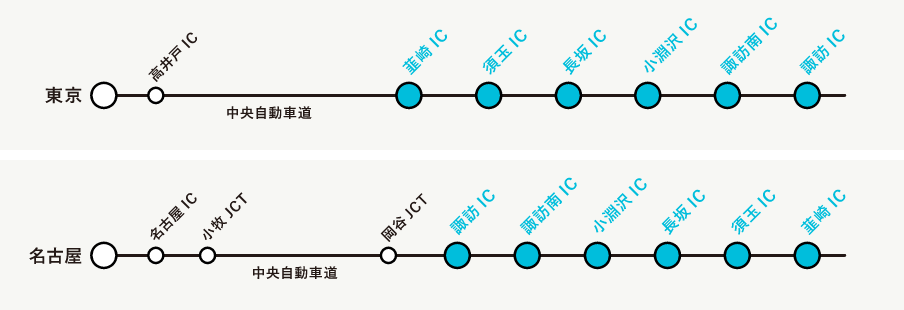 東京
高井戸 IC
中央自動車道
韮崎 IC
須玉 IC
長坂 IC
小淵沢 IC
諏訪南 IC
諏訪 IC
名古屋
名古屋 IC
小牧 JCT
中央自動車道
岡谷 JCT
諏訪 IC
諏訪南 IC
小淵沢 IC
長坂 IC
須玉 IC
韮崎 IC